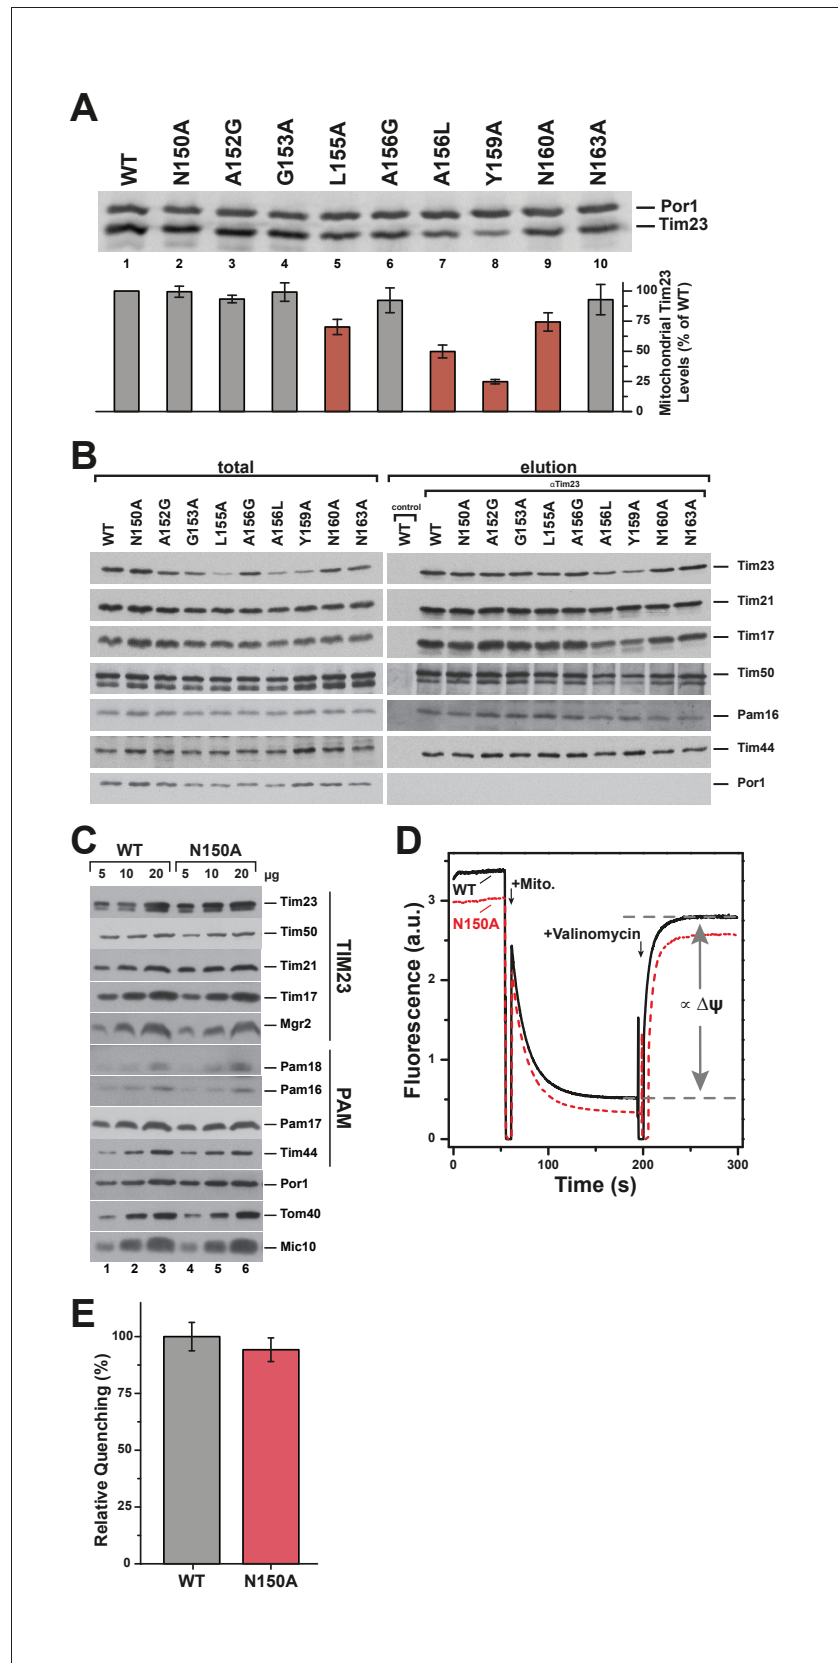 A
WT
N150A
A152G
G153A
L155A
A156G
A156L
Y159A
N160A
N163A
Por1
Tim23
1 2 3 4 5 6 7 8 9 10
100
75
50
25
0
Mitochondrial Tim23
Levels (% of WT)
B
total
elution
αTim23
control
WT N150A A152G G153A L155A A156G A156L Y159A N160A N163A
WT WT N150A A152G G153A L155A A156G A156L Y159A N160A N163A
Tim23
Tim21
Tim17
Tim50
Pam16
Tim44
Por1
C
WT N150A
5 10 20 5 10 20 µg
Tim23
Tim50
Tim21
Tim17
Mgr2
TIM23
Pam18
Pam16
Pam17
Tim44
PAM
Por1
Tom40
Mic10
1 2 3 4 5 6
D
Fluorescence (a.u.)
3
2
1
0
WT
N150A
+Mito.
+Valinomycin
∝ Δψ
0 100 200 300
Time (s)
E
Relative Quenching (%)
100
75
50
25
0
WT N150A